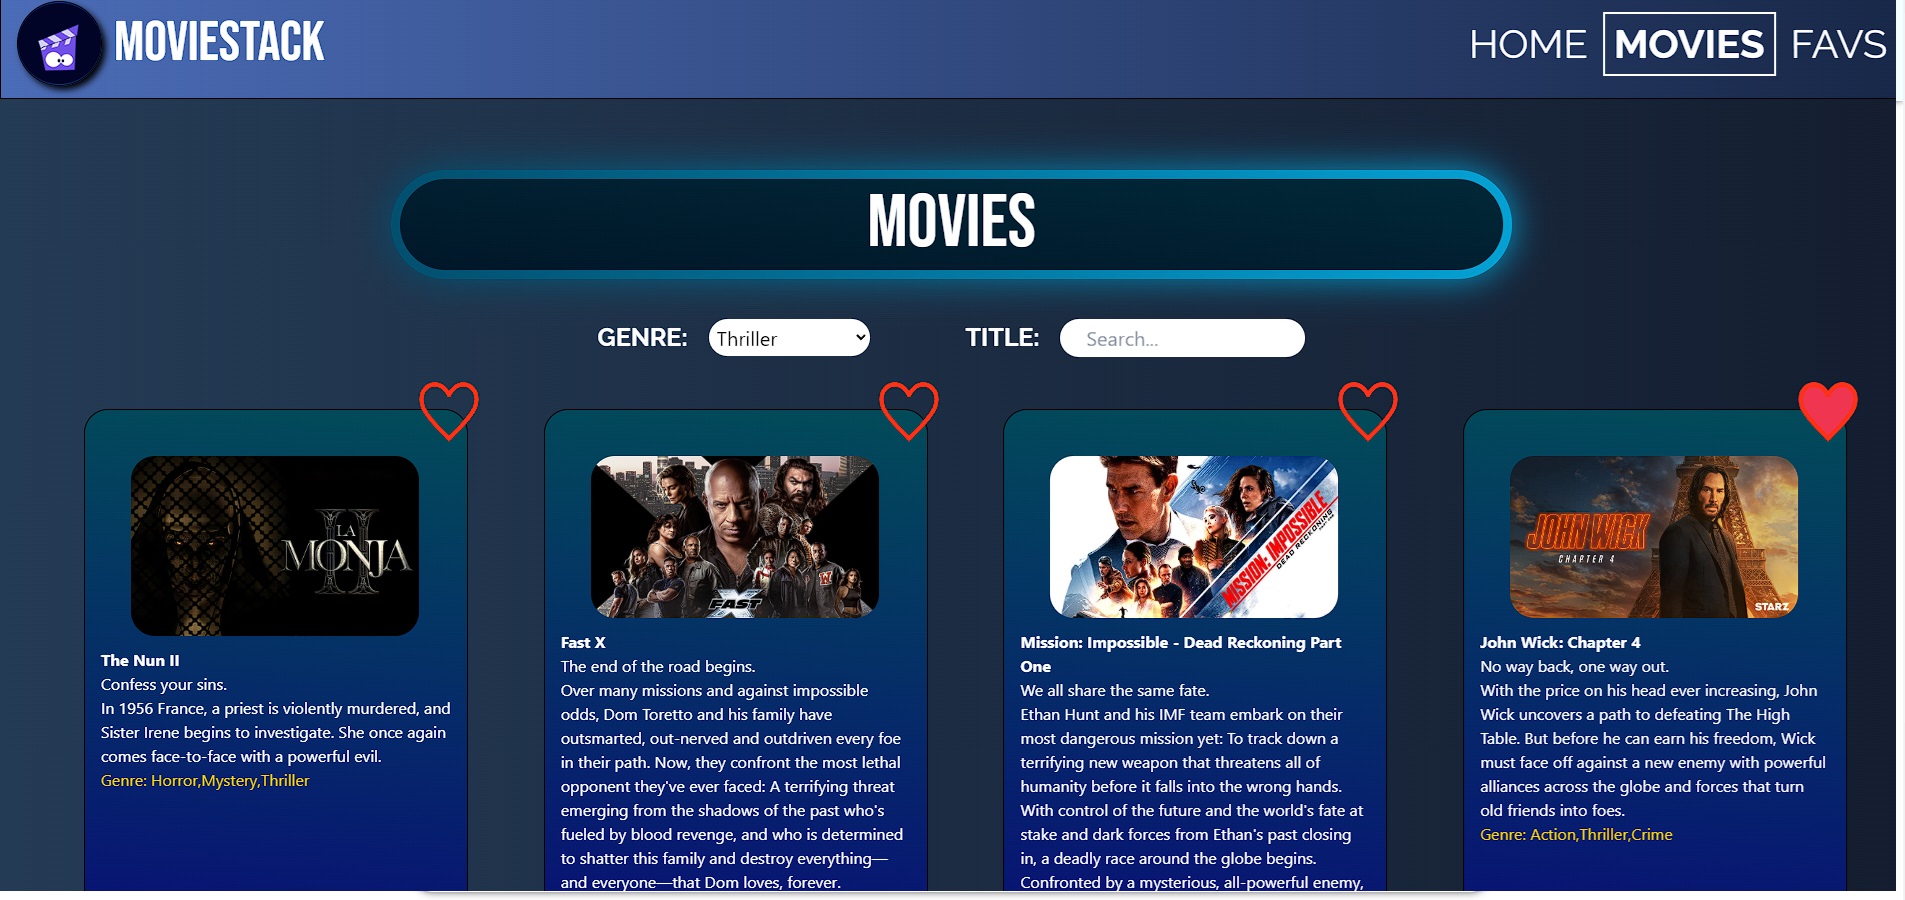 MOVIESTACK
HOME MOVIES FAVS
MOVIES
GENRE: Thriller TITLE: Search...
LA
MONJA
II
The Nun II
Confess your sins.
In 1956 France, a priest is violently murdered, and
Sister Irene begins to investigate. She once again
comes face-to-face with a powerful evil.
Genre: Horror,Mystery,Thriller
FAST X
Fast X
The end of the road begins.
Over many missions and against impossible
odds, Dom Toretto and his family have
outsmarted, out-nerved and outdriven every foe
in their path. Now, they confront the most lethal
opponent they've ever faced: A terrifying threat
emerging from the shadows of the past who's
fueled by blood revenge, and who is determined
to shatter this family and destroy everything—
and everyone—that Dom loves, forever.
MISSION: IMPOSSIBLE
DEAD RECKONING
Mission: Impossible - Dead Reckoning Part
One
We all share the same fate.
Ethan Hunt and his IMF team embark on their
most dangerous mission yet: To track down a
terrifying new weapon that threatens all of
humanity before it falls into the wrong hands.
With control of the future and the world's fate at
stake and dark forces from Ethan's past closing
in, a deadly race around the globe begins.
Confronted by a mysterious, all-powerful enemy,
JOHN WICK
CHAPTER 4
STARZ
John Wick: Chapter 4
No way back, one way out.
With the price on his head ever increasing, John
Wick uncovers a path to defeating The High
Table. But before he can earn his freedom, Wick
must face off against a new enemy with powerful
alliances across the globe and forces that turn
old friends into foes.
Genre: Action,Thriller,Crime